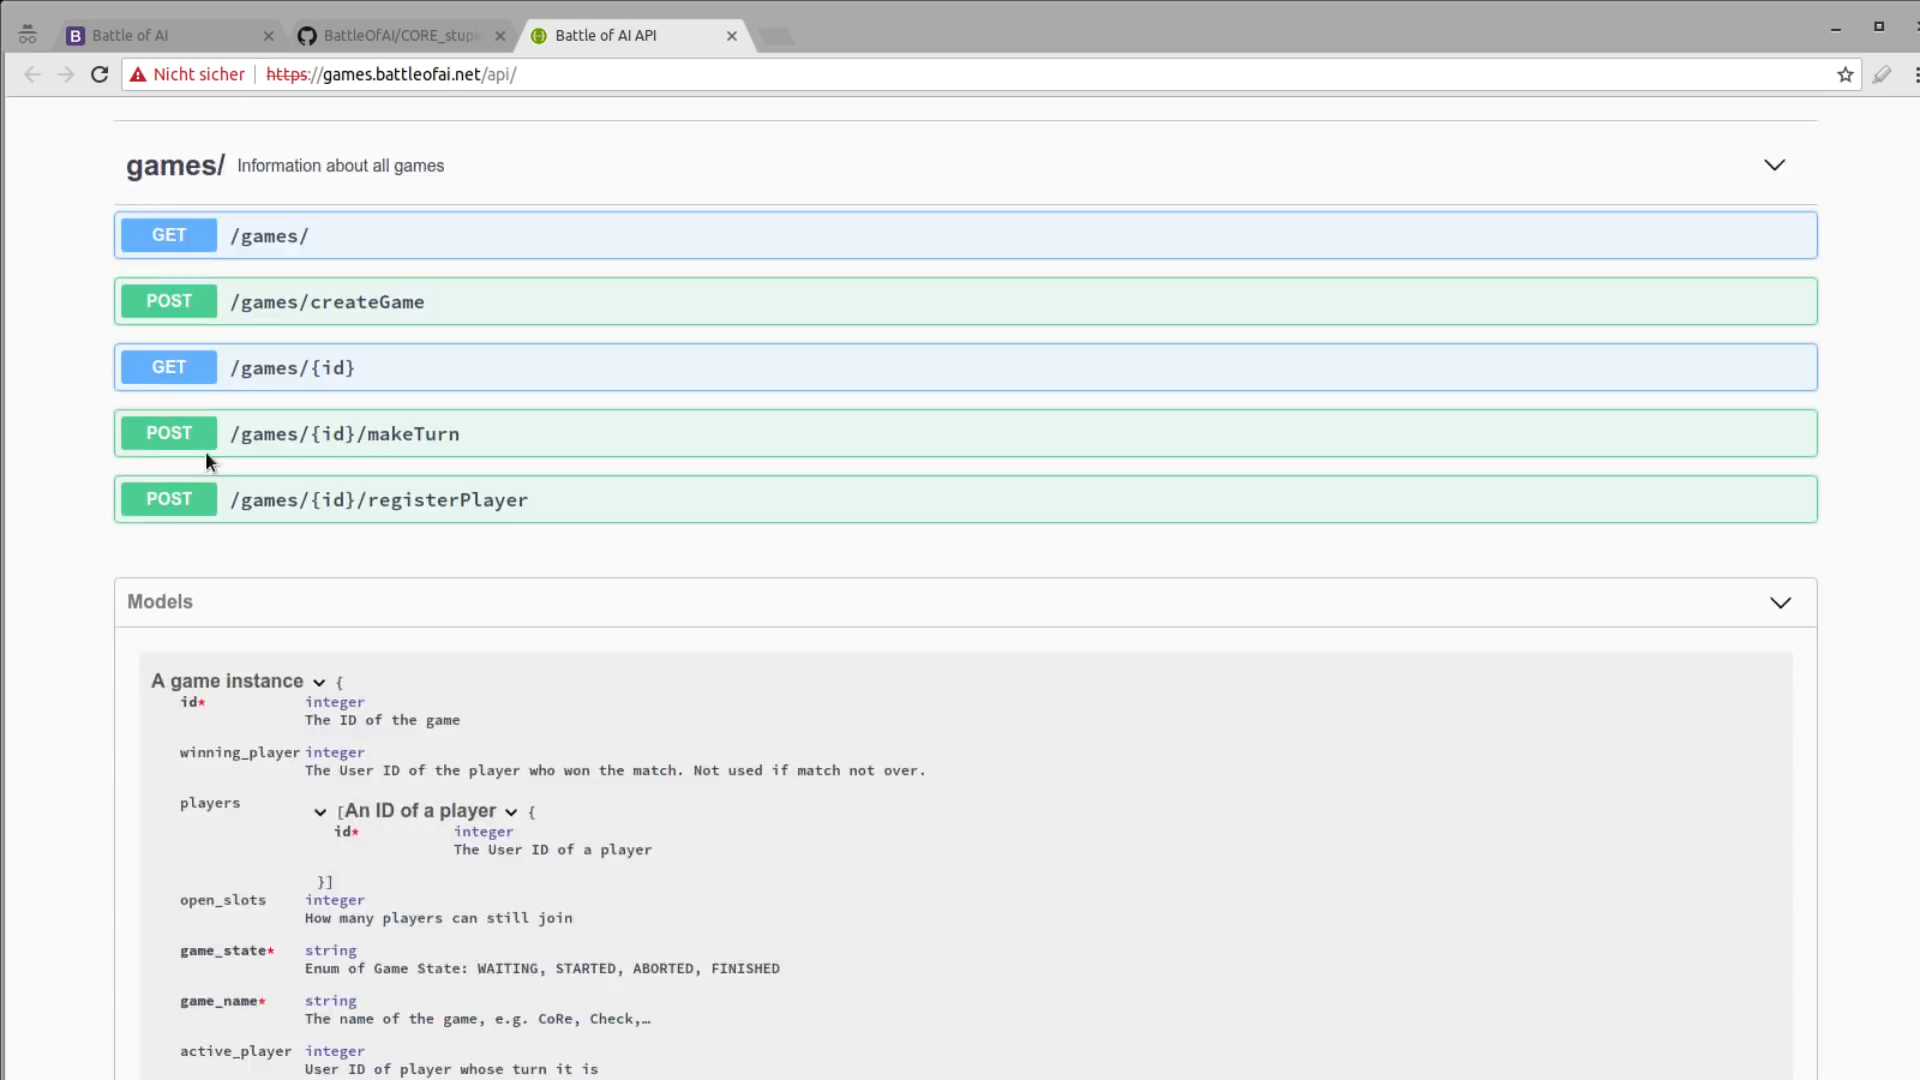 Battle of AI
BattleOfAI/CORE_stupi
Battle of AI API
Nicht sicher https://games.battleofai.net/api/
games/ Information about all games
GET /games/
POST /games/createGame
GET /games/{id}
POST /games/{id}/makeTurn
POST /games/{id}/registerPlayer
Models
A game instance {
id* integer
The ID of the game
winning_player integer
The User ID of the player who won the match. Not used if match not over.
players [An ID of a player {
id* integer
The User ID of a player
}]
open_slots integer
How many players can still join
game_state* string
Enum of Game State: WAITING, STARTED, ABORTED, FINISHED
game_name* string
The name of the game, e.g. CoRe, Check,…
active_player integer
User ID of player whose turn it is